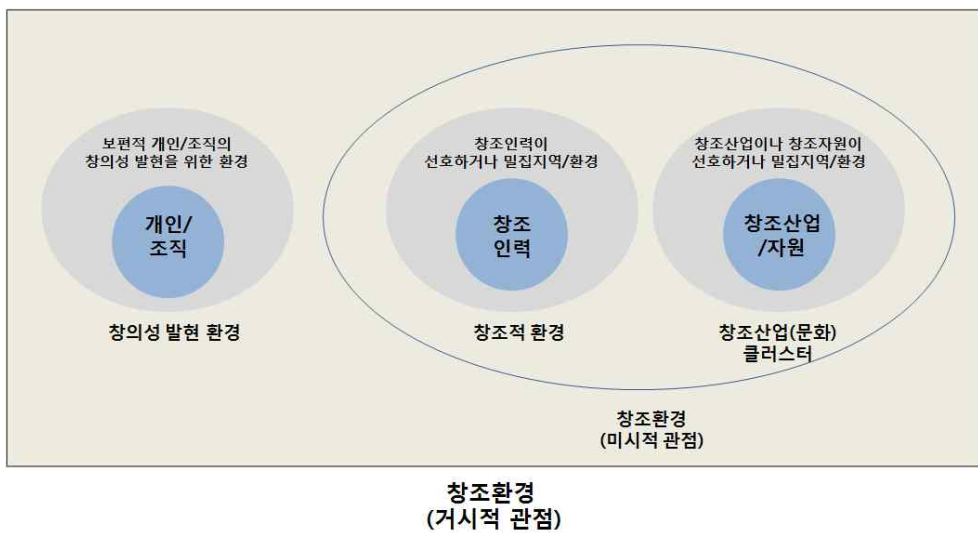 보편적 개인/조직의
창의성 발현을 위한 환경
개인/
조직
창의성 발현 환경
창조인력이
선호하거나 밀집지역/환경
창조
인력
창조적 환경
창조산업이나 창조자원이
선호하거나 밀집지역/환경
창조산업
/자원
창조산업(문화)
클러스터
창조환경
(미시적 관점)
창조환경
(거시적 관점)